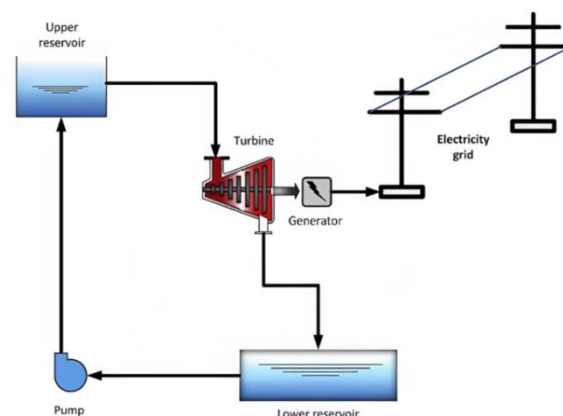 Upper
reservoir
Turbine
Electricity
grid
Generator
Pump
Lower reservoir